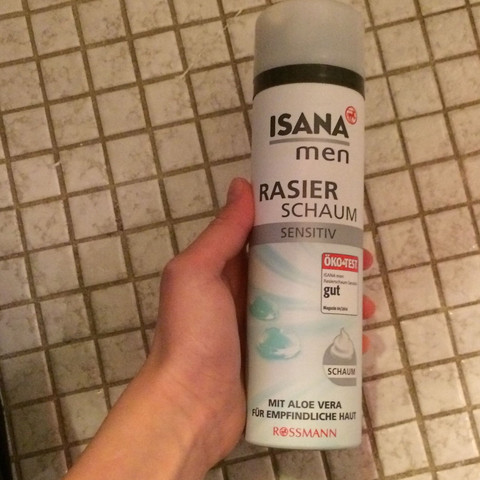 ISANA
men
RASIER
SCHAUM
SENSITIV
ÖKO-TEST
gut
SCHAUM
MIT ALOE VERA
FÜR EMPFINDLICHE HAUT
ROSSMANN